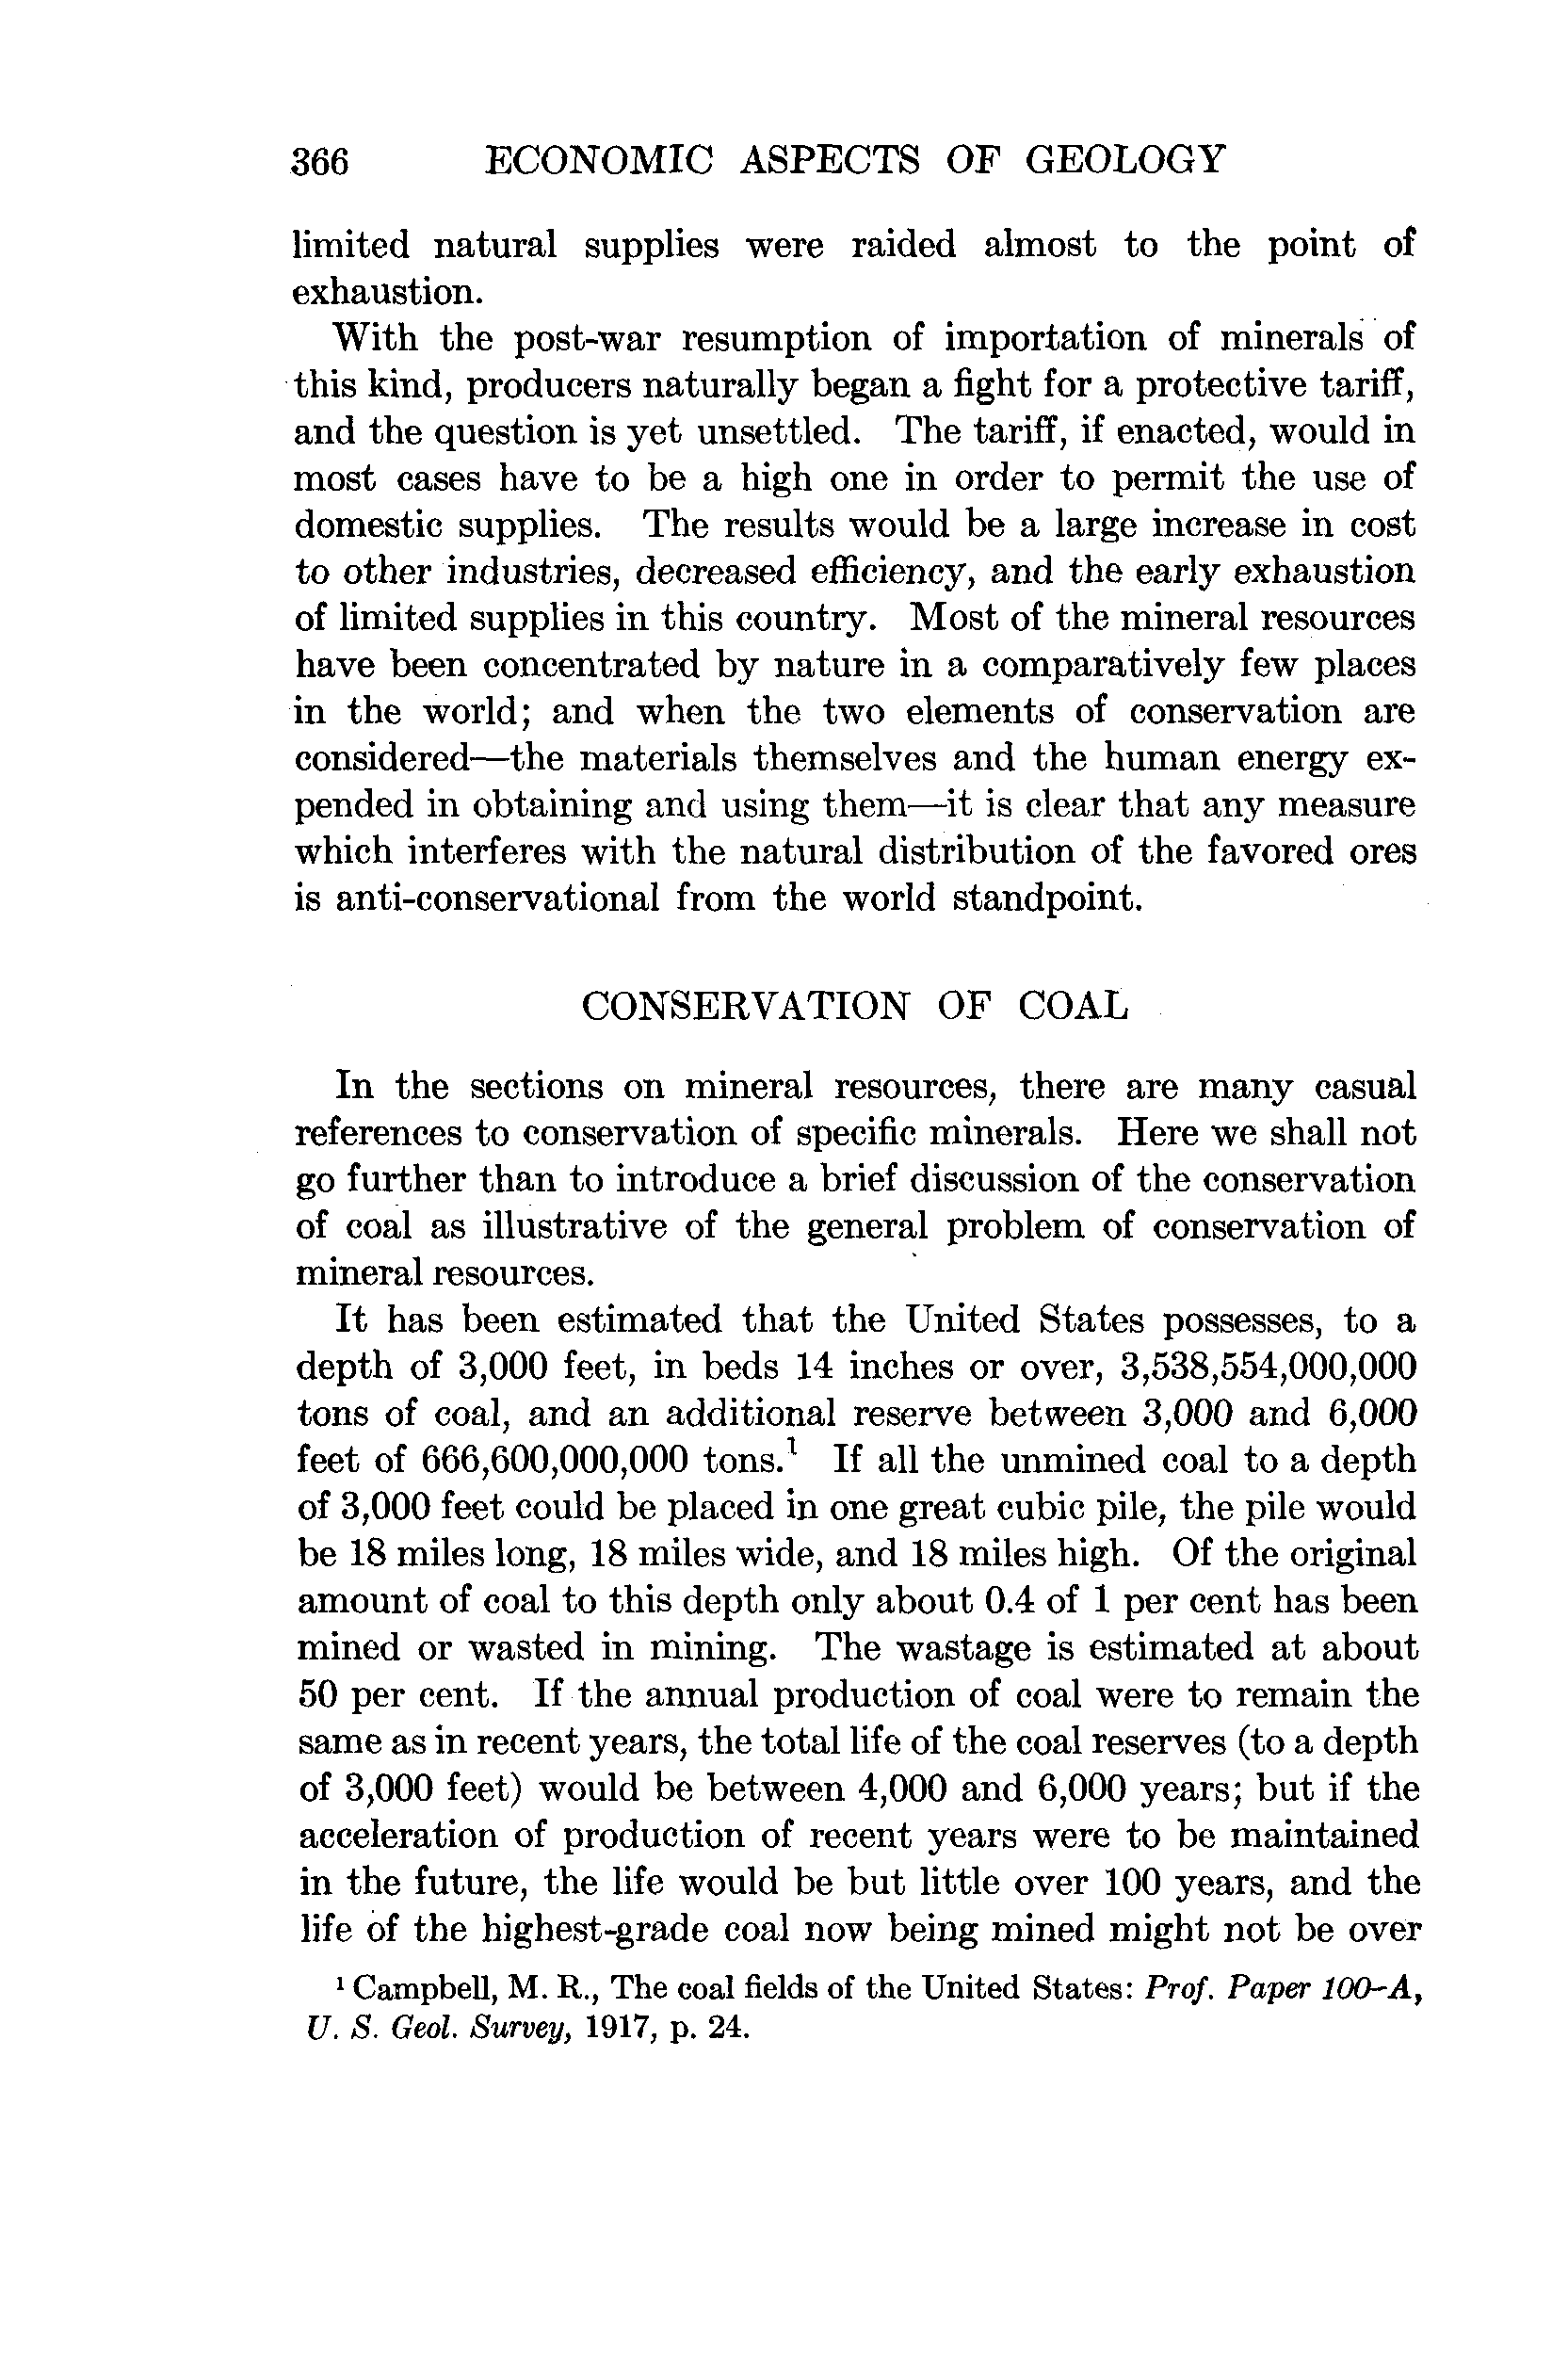 366 ECONOMIC ASPECTS OF GEOLOGY
limited natural supplies were raided almost to the point of
exhaustion.
With the post-war resumption of importation of minerals of
this kind, producers naturally began a fight for a protective tariff,
and the question is yet unsettled. The tariff, if enacted, would in
most cases have to be a high one in order to permit the use of
domestic supplies. The results would be a large increase in cost
to other industries, decreased efficiency, and the early exhaustion
of limited supplies in this country. Most of the mineral resources
have been concentrated by nature in a comparatively few places
in the world; and when the two elements of conservation are
considered—the materials themselves and the human energy ex-
pended in obtaining and using them—it is clear that any measure
which interferes with the natural distribution of the favored ores
is anti-conservational from the world standpoint.
CONSERVATION OF COAL
In the sections on mineral resources, there are many casual
references to conservation of specific minerals. Here we shall not
go further than to introduce a brief discussion of the conservation
of coal as illustrative of the general problem of conservation of
mineral resources.
It has been estimated that the United States possesses, to a
depth of 3,000 feet, in beds 14 inches or over, 3,538,554,000,000
tons of coal, and an additional reserve between 3,000 and 6,000
feet of 666,600,000,000 tons.¹ If all the unmined coal to a depth
of 3,000 feet could be placed in one great cubic pile, the pile would
be 18 miles long, 18 miles wide, and 18 miles high. Of the original
amount of coal to this depth only about 0.4 of 1 per cent has been
mined or wasted in mining. The wastage is estimated at about
50 per cent. If the annual production of coal were to remain the
same as in recent years, the total life of the coal reserves (to a depth
of 3,000 feet) would be between 4,000 and 6,000 years; but if the
acceleration of production of recent years were to be maintained
in the future, the life would be but little over 100 years, and the
life of the highest-grade coal now being mined might not be over
¹ Campbell, M. R., The coal fields of the United States: Prof. Paper 100-A,
U. S. Geol. Survey, 1917, p. 24.